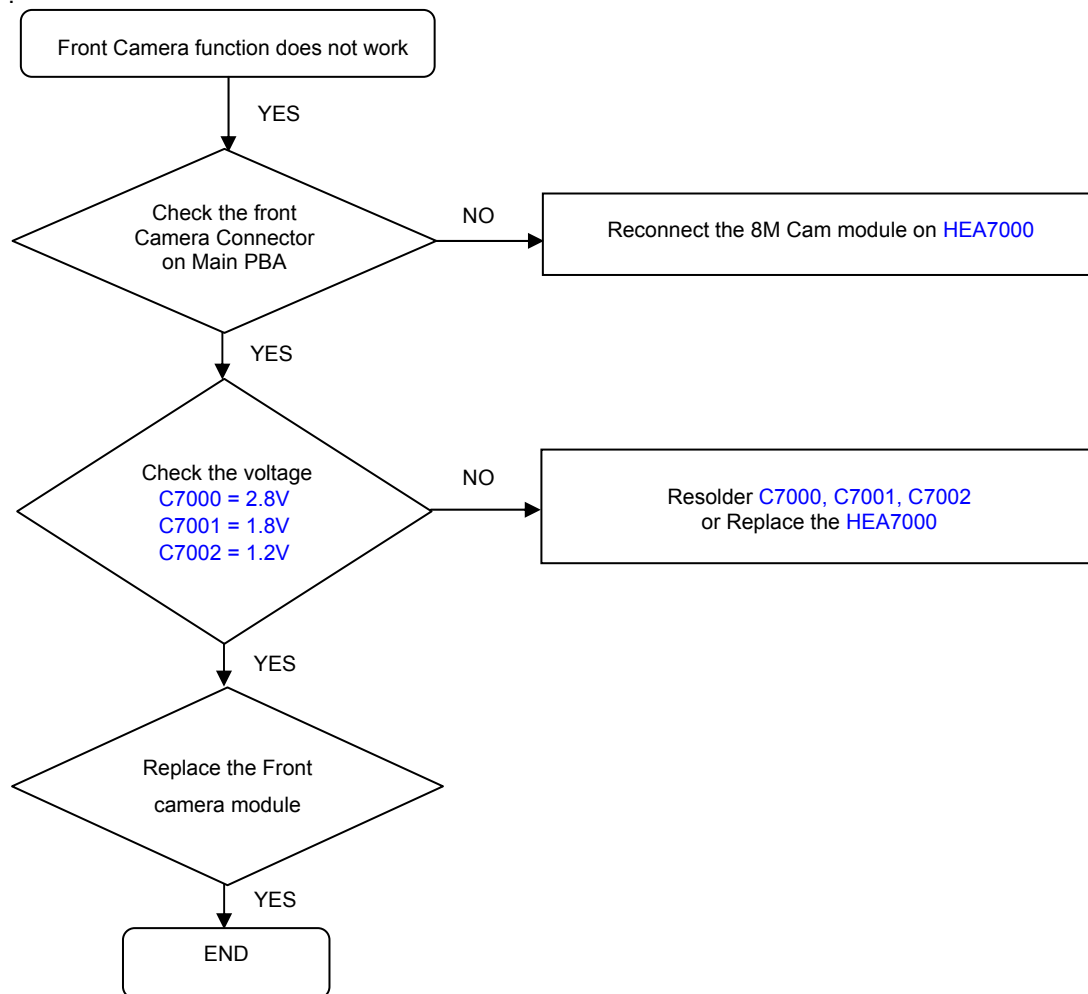 .
Front Camera function does not work
YES
Check the front
Camera Connector
on Main PBA
NO
Reconnect the 8M Cam module on HEA7000
YES
Check the voltage
C7000 = 2.8V
C7001 = 1.8V
C7002 = 1.2V
NO
Resolder C7000, C7001, C7002
or Replace the HEA7000
YES
Replace the Front
camera module
YES
END